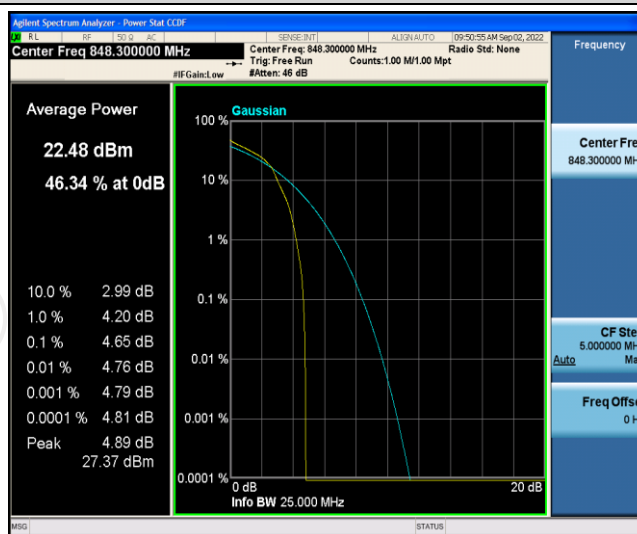 Agilent Spectrum Analyzer - Power Stat CCDF
RL RF 50 Ω AC SENSE:INT ALIGN AUTO 09:50:55 AM Sep 02, 2022
Center Freq 848.300000 MHz
Center Freq: 848.300000 MHz Radio Std: None
Trig: Free Run Counts:1.00 M/1.00 Mpt
#IFGain:Low #Atten: 46 dB
Frequency
Average Power
22.48 dBm
46.34 % at 0dB
10.0 % 2.99 dB
1.0 % 4.20 dB
0.1 % 4.65 dB
0.01 % 4.76 dB
0.001 % 4.79 dB
0.0001 % 4.81 dB
Peak 4.89 dB
27.37 dBm
Gaussian
100 %
10 %
1 %
0.1 %
0.01 %
0.001 %
0.0001 %
0 dB 20 dB
Info BW 25.000 MHz
Center Fre
848.300000 MH
CF Ste
5.000000 MH
Auto Ma
Freq Offs
0 H
MSG STATUS